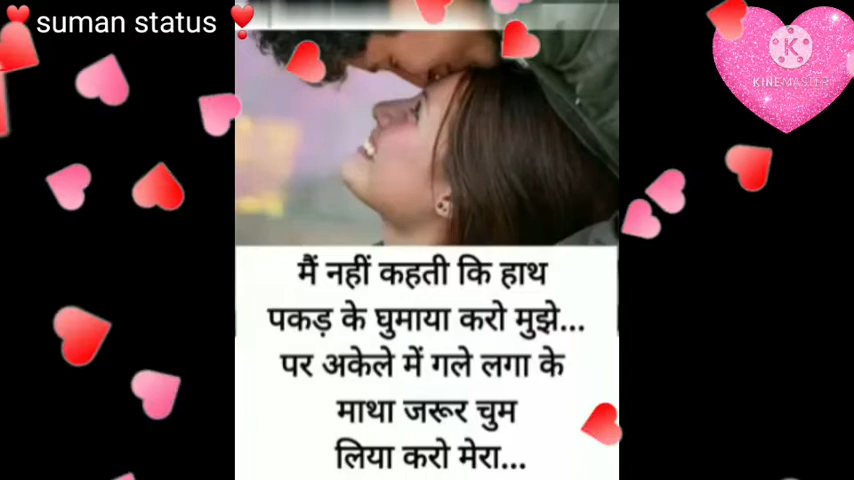 suman status
KINEMASTER
मैं नहीं कहती कि हाथ
पकड़ के घुमाया करो मुझे...
पर अकेले में गले लगा के
माथा जरूर चुम
लिया करो मेरा...